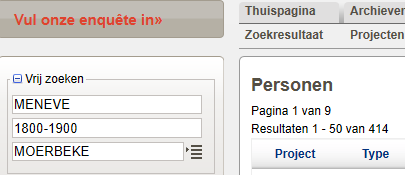 Vul onze enquête in»
Thuispagina
Archieven
Zoekresultaat
Projecten
Vrij zoeken
MENEVE
1800-1900
MOERBEKE
Personen
Pagina 1 van 9
Resultaten 1 - 50 van 414
Project Type